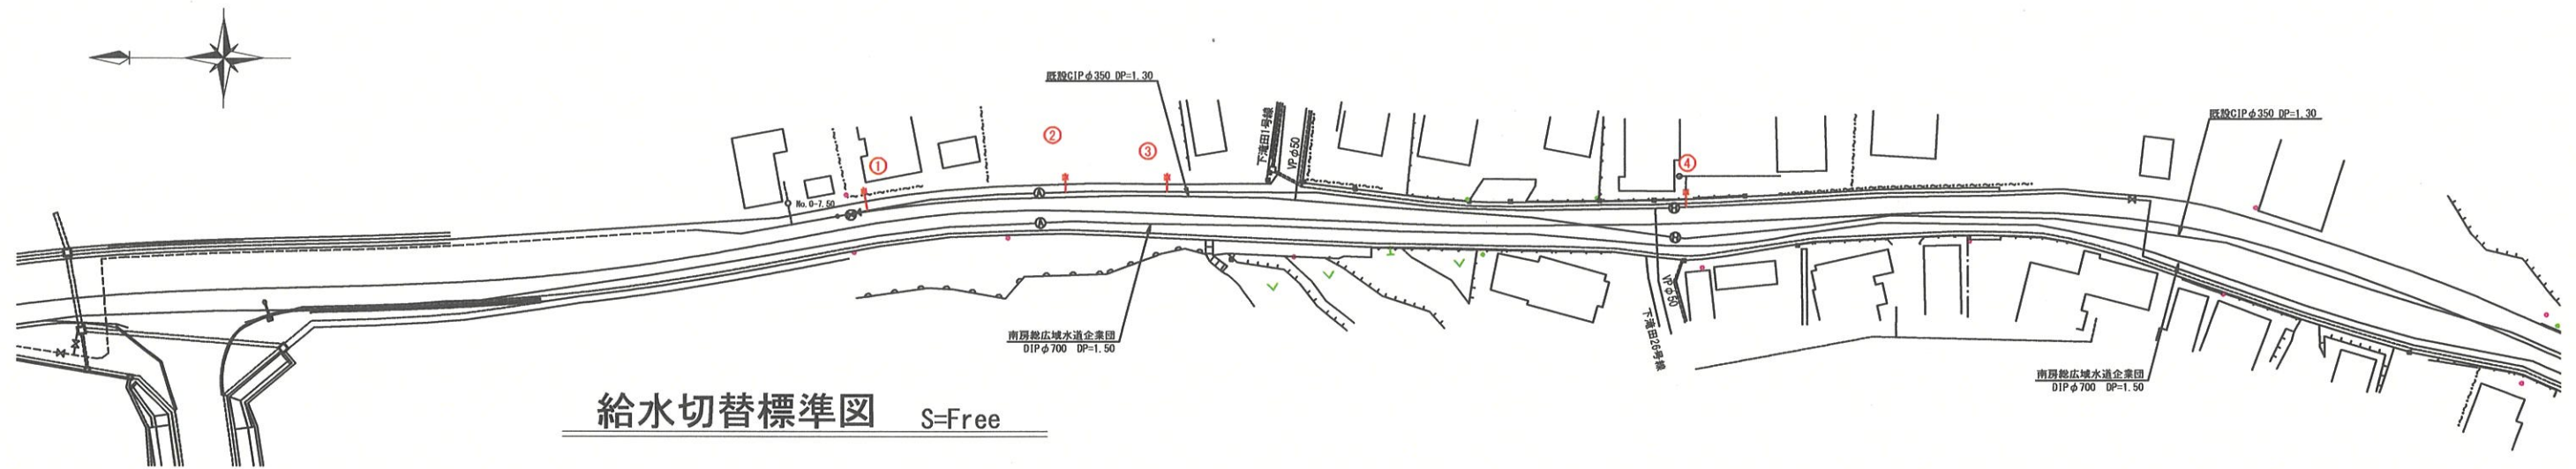 既設CIPφ350 DP=1.30
既設CIPφ350 DP=1.30
②
③
①
④
下滝田1号線
VPφ50
No.0-7.50
A
A
H
H
H
VPφ50
下滝田26号線
南房総広域水道企業団
DIPφ700 DP=1.50
南房総広域水道企業団
DIPφ700 DP=1.50
給水切替標準図 S=Free